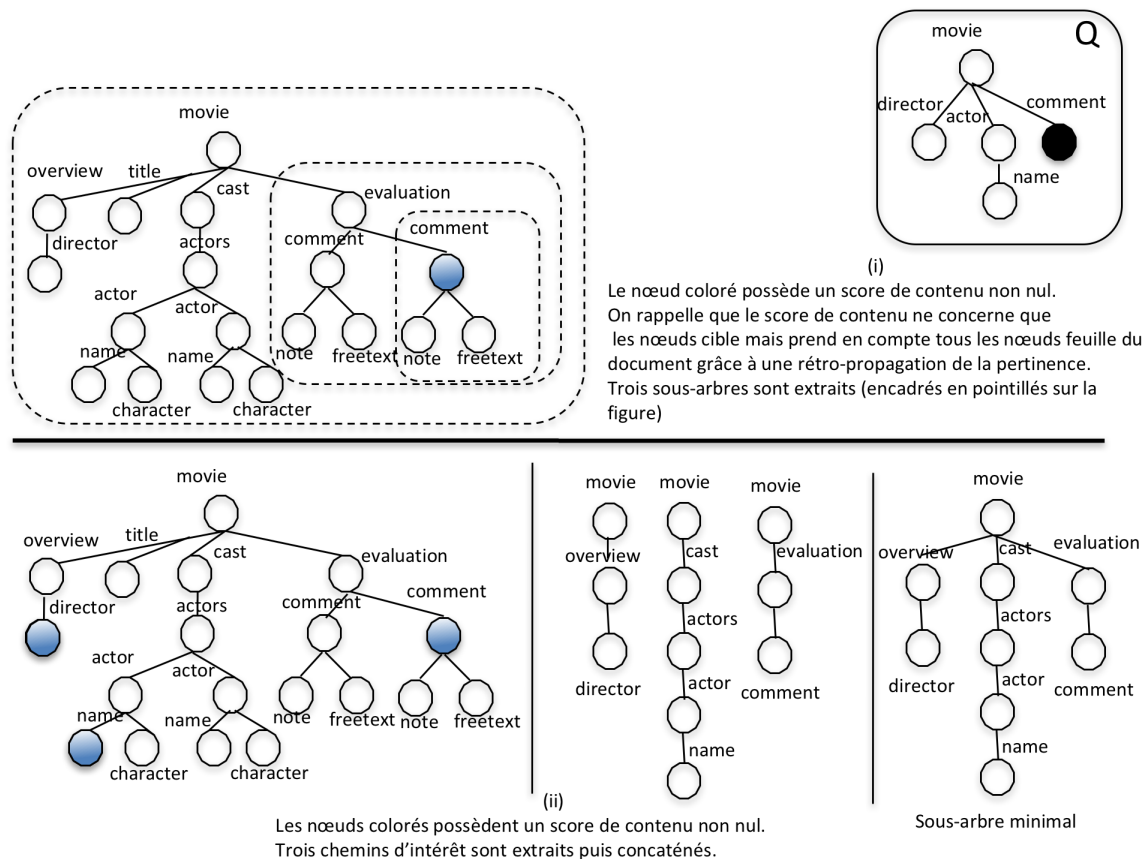 movie
Q
director
actor
comment
name
movie
overview
title
cast
evaluation
director
actors
comment
comment
actor
actor
name
name
note
freetext
note
freetext
character
character
(i)
Le nœud coloré possède un score de contenu non nul.
On rappelle que le score de contenu ne concerne que
les nœuds cible mais prend en compte tous les nœuds feuille du
document grâce à une rétro-propagation de la pertinence.
Trois sous-arbres sont extraits (encadrés en pointillés sur la
figure)
movie
overview
title
cast
evaluation
director
actors
comment
comment
actor
actor
name
name
note
freetext
note
freetext
character
character
movie
movie
movie
overview
cast
evaluation
actors
director
actor
comment
name
movie
overview
cast
evaluation
actors
director
actor
comment
name
Sous-arbre minimal
(ii)
Les nœuds colorés possèdent un score de contenu non nul.
Trois chemins d'intérêt sont extraits puis concaténés.